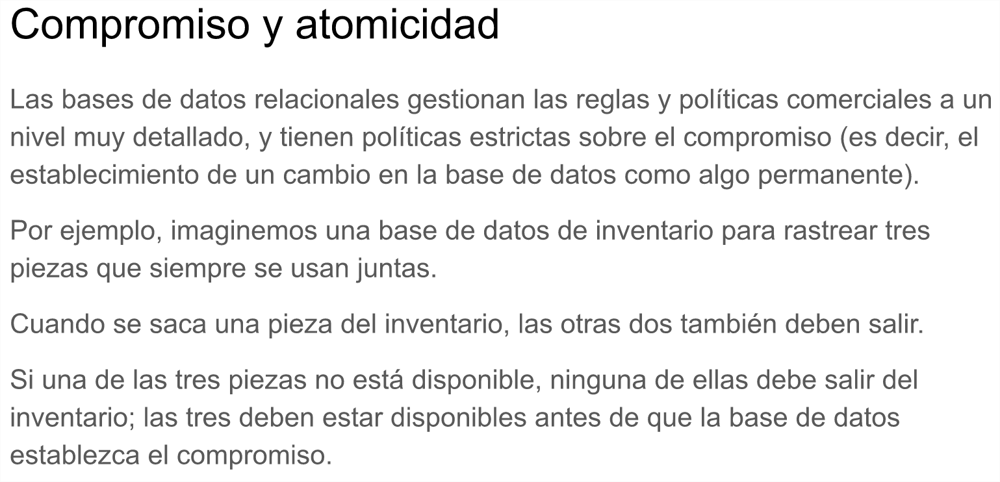 Compromiso y atomicidad
Las bases de datos relacionales gestionan las reglas y políticas comerciales a un
nivel muy detallado, y tienen políticas estrictas sobre el compromiso (es decir, el
establecimiento de un cambio en la base de datos como algo permanente).
Por ejemplo, imaginemos una base de datos de inventario para rastrear tres
piezas que siempre se usan juntas.
Cuando se saca una pieza del inventario, las otras dos también deben salir.
Si una de las tres piezas no está disponible, ninguna de ellas debe salir del
inventario; las tres deben estar disponibles antes de que la base de datos
establezca el compromiso.